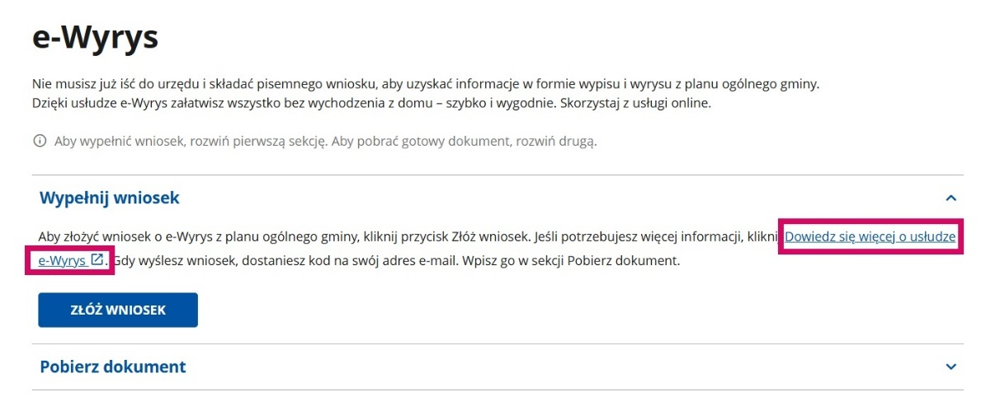 e-Wyrys
Nie musisz już iść do urzędu i składać pisemnego wniosku, aby uzyskać informacje w formie wypisu i wyrysu z planu ogólnego gminy.
Dzięki usłudze e-Wyrys załatwisz wszystko bez wychodzenia z domu – szybko i wygodnie. Skorzystaj z usługi online.
Aby wypełnić wniosek, rozwiń pierwszą sekcję. Aby pobrać gotowy dokument, rozwiń drugą.
Wypełnij wniosek
Aby złożyć wniosek o e-Wyrys z planu ogólnego gminy, kliknij przycisk Złóż wniosek. Jeśli potrzebujesz więcej informacji, klikni Dowiedz się więcej o usłudze
e-Wyrys. Gdy wyślesz wniosek, dostaniesz kod na swój adres e-mail. Wpisz go w sekcji Pobierz dokument.
ZŁÓŻ WNIOSEK
Pobierz dokument